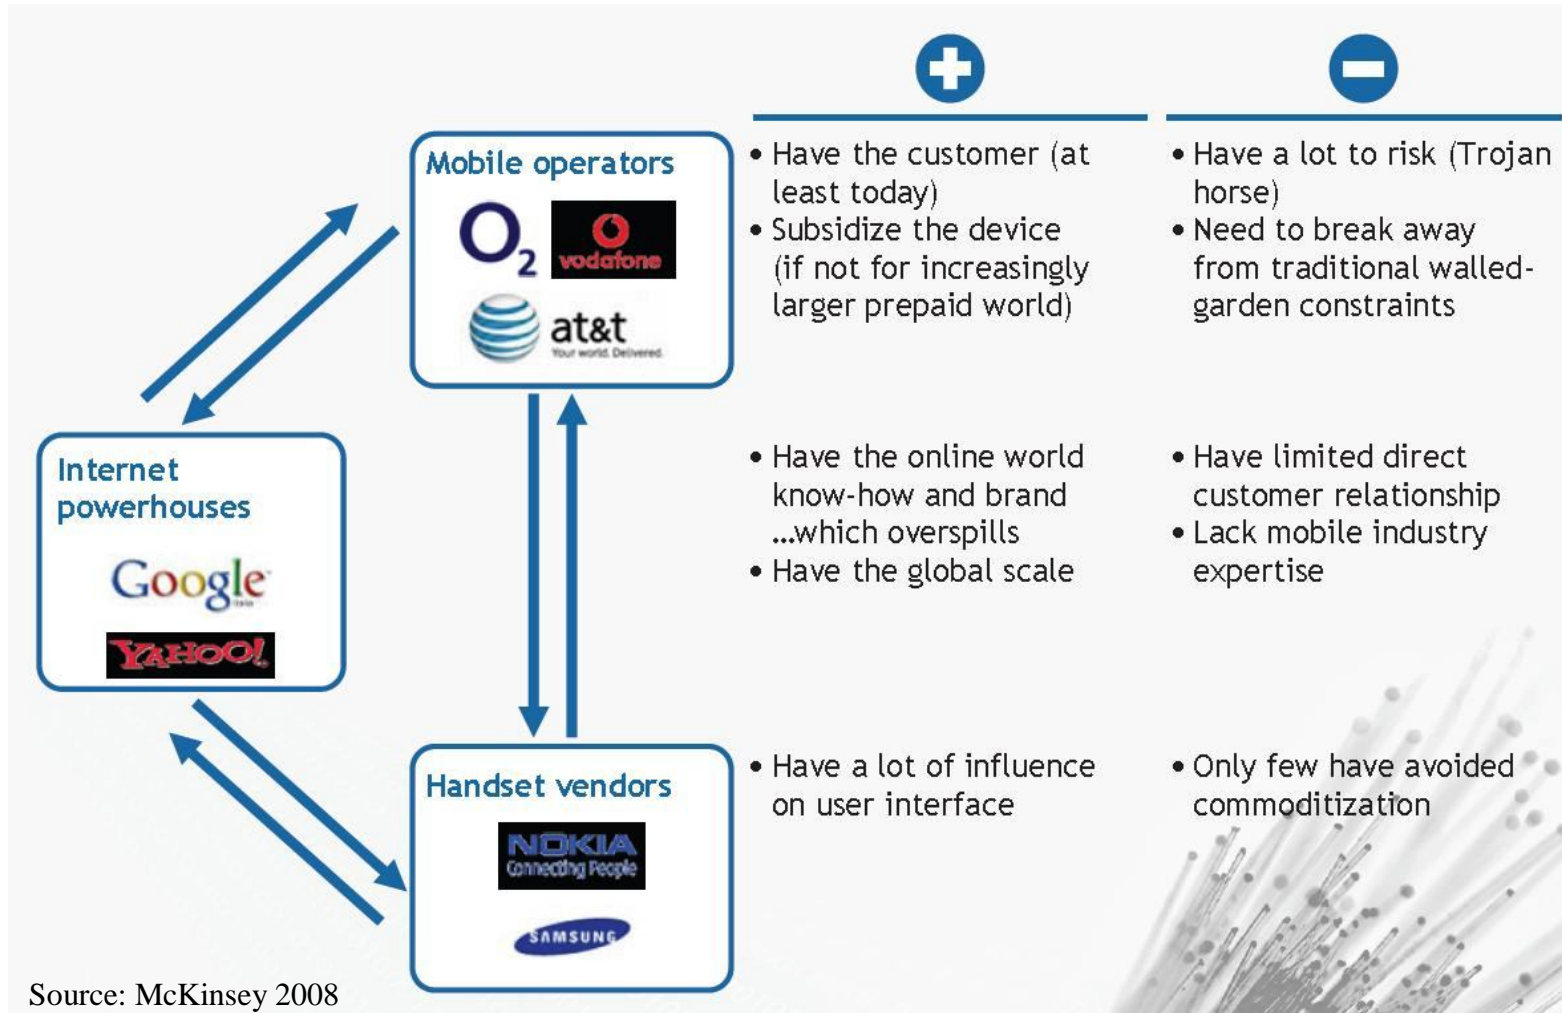 Mobile operators
O2
vodafone
at&t
Your world. Delivered.
• Have the customer (at
least today)
• Subsidize the device
(if not for increasingly
larger prepaid world)
• Have a lot to risk (Trojan
horse)
• Need to break away
from traditional walled-
garden constraints
Internet
powerhouses
Google
YAHOO!
• Have the online world
know-how and brand
...which overspills
• Have the global scale
• Have limited direct
customer relationship
• Lack mobile industry
expertise
Handset vendors
NOKIA
Connecting People
SAMSUNG
• Have a lot of influence
on user interface
• Only few have avoided
commoditization
Source: McKinsey 2008